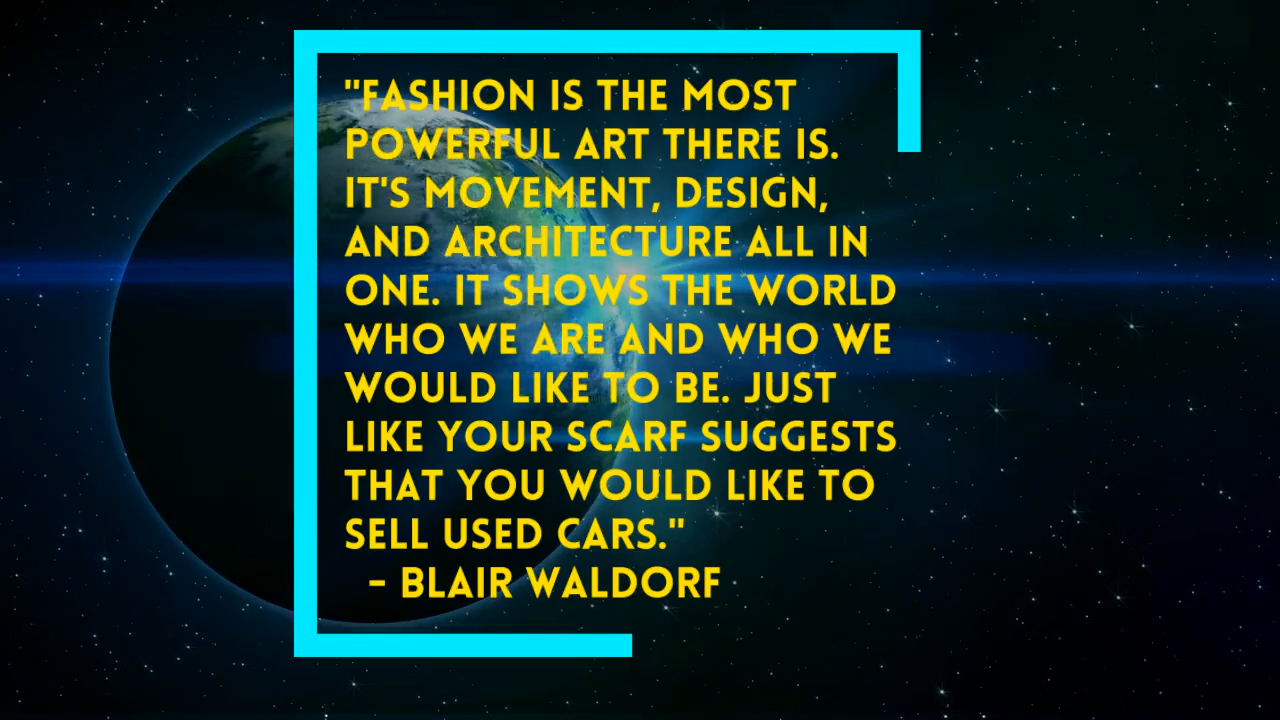 "FASHION IS THE MOST
POWERFUL ART THERE IS.
IT'S MOVEMENT, DESIGN,
AND ARCHITECTURE ALL IN
ONE. IT SHOWS THE WORLD
WHO WE ARE AND WHO WE
WOULD LIKE TO BE. JUST
LIKE YOUR SCARF SUGGESTS
THAT YOU WOULD LIKE TO
SELL USED CARS."
- BLAIR WALDORF